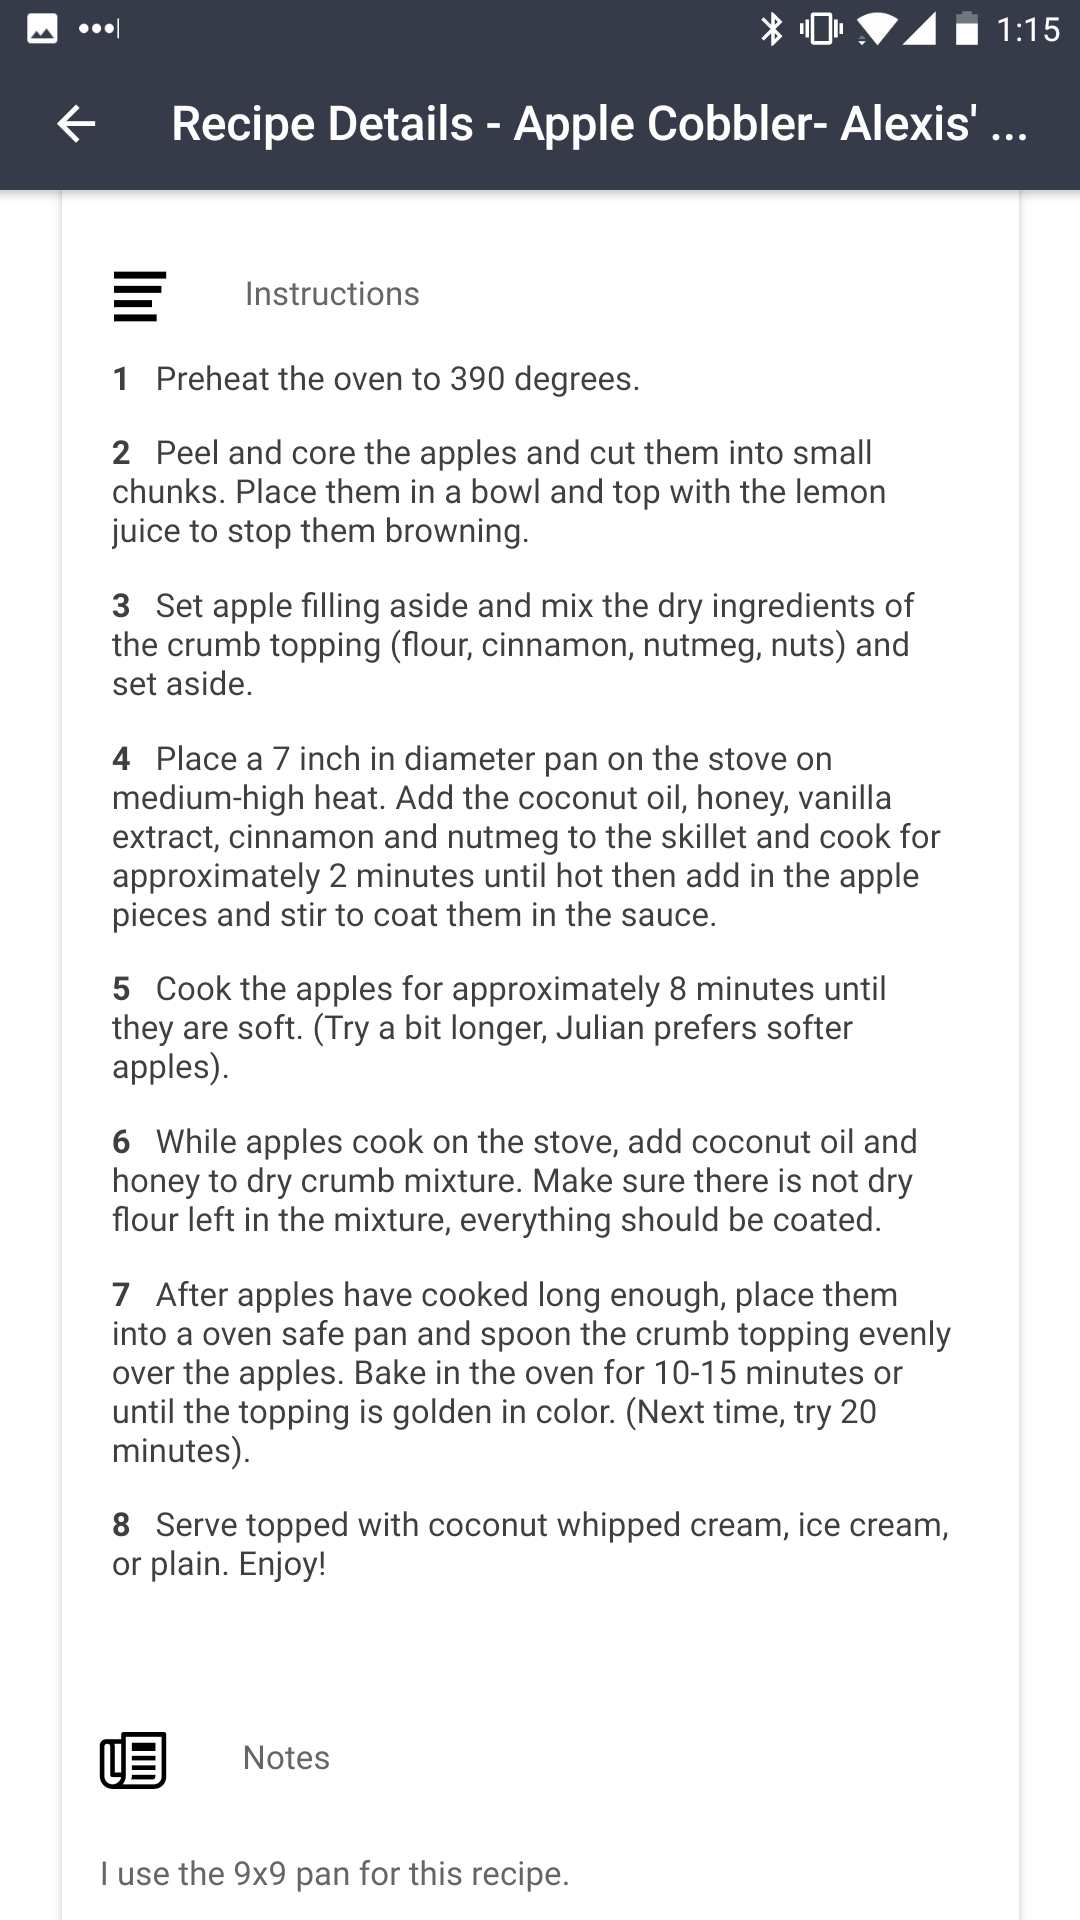 1:15
Recipe Details - Apple Cobbler- Alexis' ...
Instructions
1 Preheat the oven to 390 degrees.
2 Peel and core the apples and cut them into small
chunks. Place them in a bowl and top with the lemon
juice to stop them browning.
3 Set apple filling aside and mix the dry ingredients of
the crumb topping (flour, cinnamon, nutmeg, nuts) and
set aside.
4 Place a 7 inch in diameter pan on the stove on
medium-high heat. Add the coconut oil, honey, vanilla
extract, cinnamon and nutmeg to the skillet and cook for
approximately 2 minutes until hot then add in the apple
pieces and stir to coat them in the sauce.
5 Cook the apples for approximately 8 minutes until
they are soft. (Try a bit longer, Julian prefers softer
apples).
6 While apples cook on the stove, add coconut oil and
honey to dry crumb mixture. Make sure there is not dry
flour left in the mixture, everything should be coated.
7 After apples have cooked long enough, place them
into a oven safe pan and spoon the crumb topping evenly
over the apples. Bake in the oven for 10-15 minutes or
until the topping is golden in color. (Next time, try 20
minutes).
8 Serve topped with coconut whipped cream, ice cream,
or plain. Enjoy!
Notes
I use the 9x9 pan for this recipe.